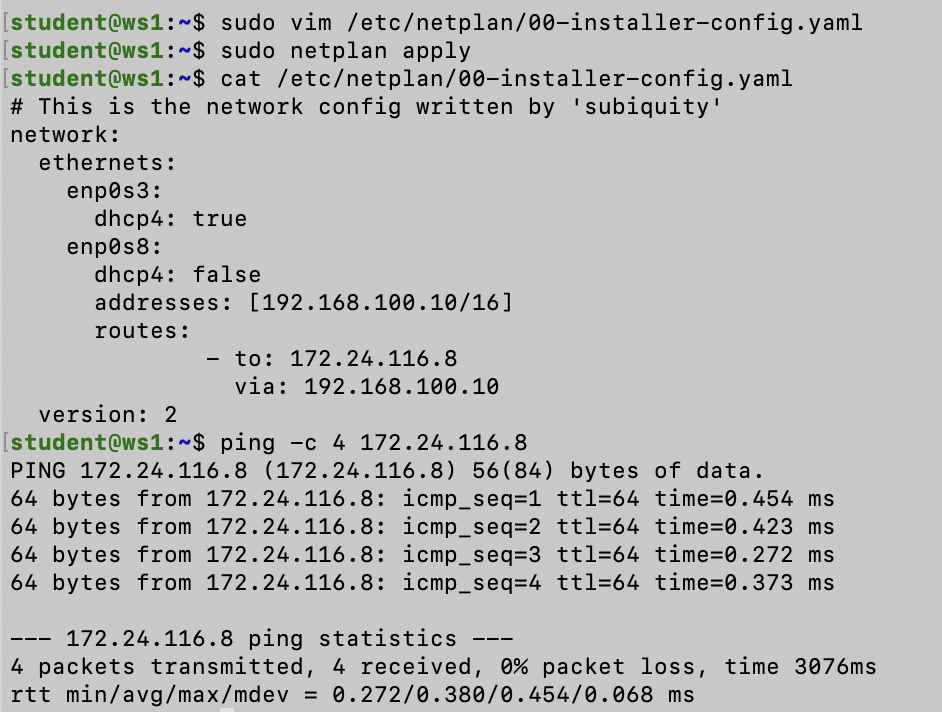 [student@ws1:~$ sudo vim /etc/netplan/00-installer-config.yaml
[student@ws1:~$ sudo netplan apply
[student@ws1:~$ cat /etc/netplan/00-installer-config.yaml
# This is the network config written by 'subiquity'
network:
  ethernets:
    enp0s3:
      dhcp4: true
    enp0s8:
      dhcp4: false
      addresses: [192.168.100.10/16]
      routes:
              - to: 172.24.116.8
                via: 192.168.100.10
  version: 2
[student@ws1:~$ ping -c 4 172.24.116.8
PING 172.24.116.8 (172.24.116.8) 56(84) bytes of data.
64 bytes from 172.24.116.8: icmp_seq=1 ttl=64 time=0.454 ms
64 bytes from 172.24.116.8: icmp_seq=2 ttl=64 time=0.423 ms
64 bytes from 172.24.116.8: icmp_seq=3 ttl=64 time=0.272 ms
64 bytes from 172.24.116.8: icmp_seq=4 ttl=64 time=0.373 ms

--- 172.24.116.8 ping statistics ---
4 packets transmitted, 4 received, 0% packet loss, time 3076ms
rtt min/avg/max/mdev = 0.272/0.380/0.454/0.068 ms